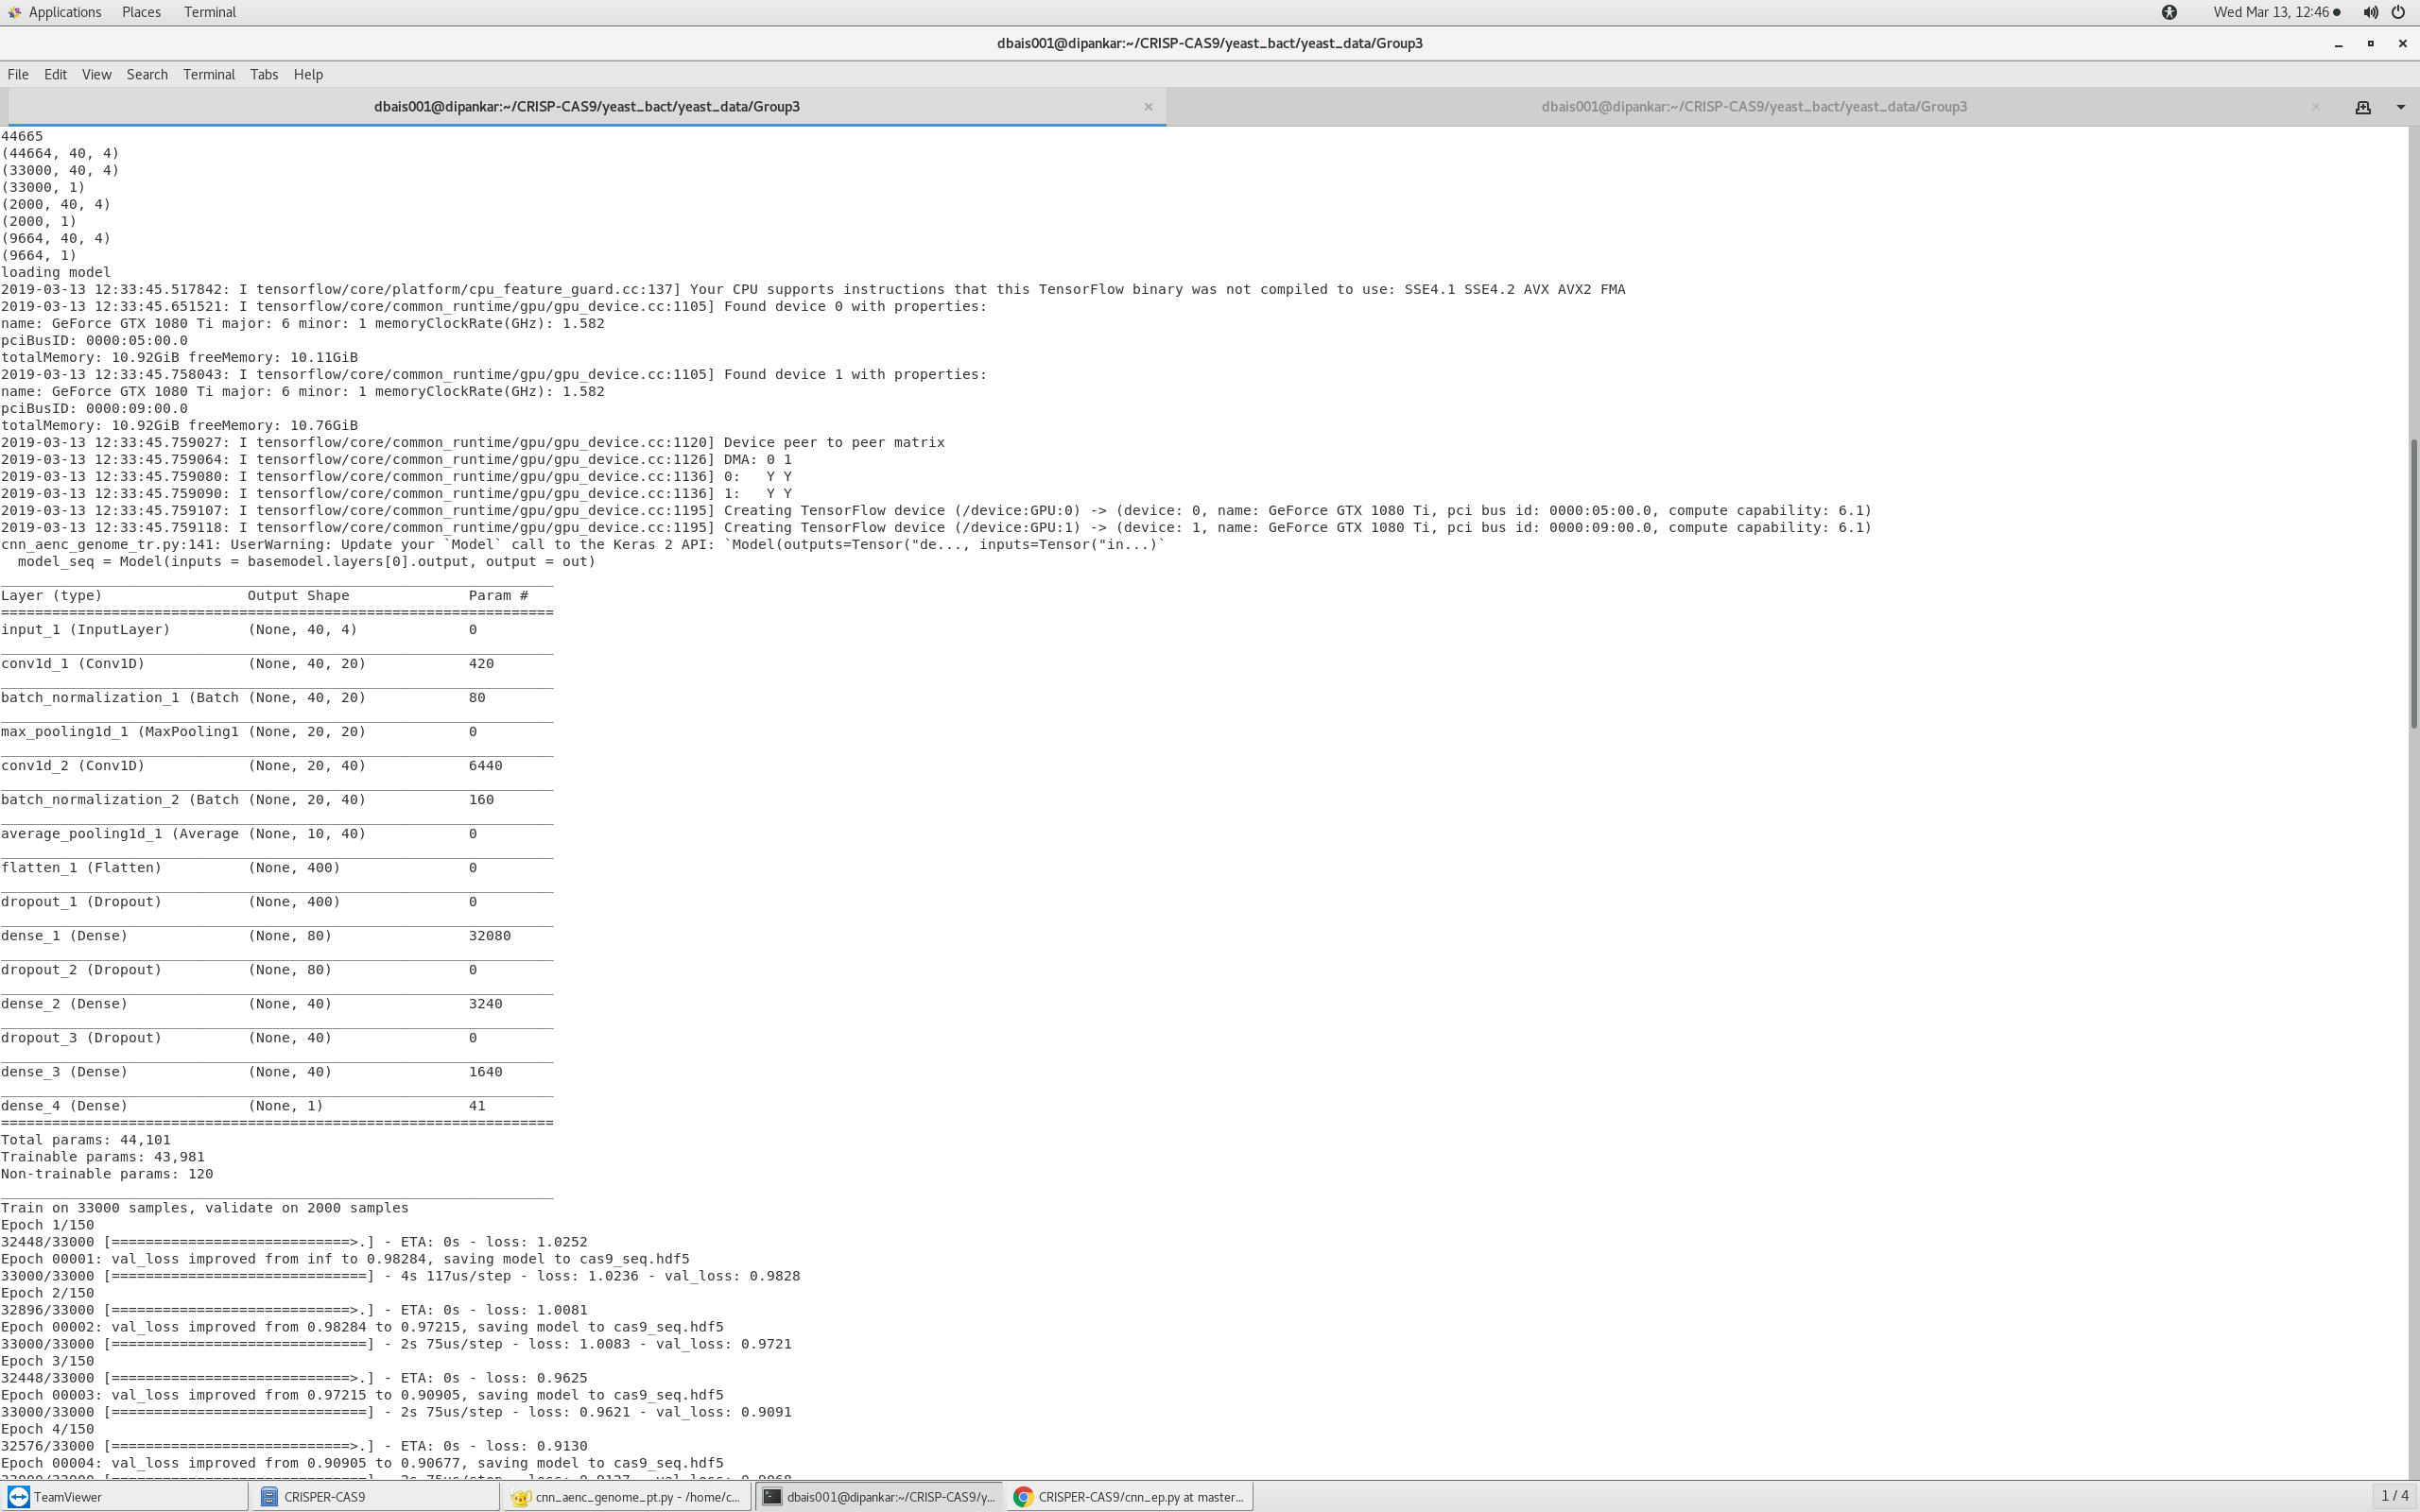 Applications Places Terminal Wed Mar 13, 12:46
dbais001@dipankar:~/CRISP-CAS9/yeast_bact/yeast_data/Group3
File Edit View Search Terminal Tabs Help
dbais001@dipankar:~/CRISP-CAS9/yeast_bact/yeast_data/Group3 dbais001@dipankar:~/CRISP-CAS9/yeast_bact/yeast_data/Group3
44665
(44664, 40, 4)
(33000, 40, 4)
(33000, 1)
(2000, 40, 4)
(2000, 1)
(9664, 40, 4)
(9664, 1)
loading model
2019-03-13 12:33:45.517842: I tensorflow/core/platform/cpu_feature_guard.cc:137] Your CPU supports instructions that this TensorFlow binary was not compiled to use: SSE4.1 SSE4.2 AVX AVX2 FMA
2019-03-13 12:33:45.651521: I tensorflow/core/common_runtime/gpu/gpu_device.cc:1105] Found device 0 with properties:
name: GeForce GTX 1080 Ti major: 6 minor: 1 memoryClockRate(GHz): 1.582
pciBusID: 0000:05:00.0
totalMemory: 10.92GiB freeMemory: 10.11GiB
2019-03-13 12:33:45.758043: I tensorflow/core/common_runtime/gpu/gpu_device.cc:1105] Found device 1 with properties:
name: GeForce GTX 1080 Ti major: 6 minor: 1 memoryClockRate(GHz): 1.582
pciBusID: 0000:09:00.0
totalMemory: 10.92GiB freeMemory: 10.76GiB
2019-03-13 12:33:45.759027: I tensorflow/core/common_runtime/gpu/gpu_device.cc:1120] Device peer to peer matrix
2019-03-13 12:33:45.759064: I tensorflow/core/common_runtime/gpu/gpu_device.cc:1126] DMA: 0 1
2019-03-13 12:33:45.759080: I tensorflow/core/common_runtime/gpu/gpu_device.cc:1136] 0:   Y Y
2019-03-13 12:33:45.759090: I tensorflow/core/common_runtime/gpu/gpu_device.cc:1136] 1:   Y Y
2019-03-13 12:33:45.759107: I tensorflow/core/common_runtime/gpu/gpu_device.cc:1195] Creating TensorFlow device (/device:GPU:0) -> (device: 0, name: GeForce GTX 1080 Ti, pci bus id: 0000:05:00.0, compute capability: 6.1)
2019-03-13 12:33:45.759118: I tensorflow/core/common_runtime/gpu/gpu_device.cc:1195] Creating TensorFlow device (/device:GPU:1) -> (device: 1, name: GeForce GTX 1080 Ti, pci bus id: 0000:09:00.0, compute capability: 6.1)
cnn_aenc_genome_tr.py:141: UserWarning: Update your `Model` call to the Keras 2 API: `Model(outputs=Tensor("de..., inputs=Tensor("in...)`
  model_seq = Model(inputs = basemodel.layers[0].output, output = out)
_________________________________________________________________
Layer (type)                 Output Shape              Param #
=================================================================
input_1 (InputLayer)         (None, 40, 4)             0
_________________________________________________________________
conv1d_1 (Conv1D)            (None, 40, 20)            420
_________________________________________________________________
batch_normalization_1 (Batch (None, 40, 20)            80
_________________________________________________________________
max_pooling1d_1 (MaxPooling1 (None, 20, 20)            0
_________________________________________________________________
conv1d_2 (Conv1D)            (None, 20, 40)            6440
_________________________________________________________________
batch_normalization_2 (Batch (None, 20, 40)            160
_________________________________________________________________
average_pooling1d_1 (Average (None, 10, 40)            0
_________________________________________________________________
flatten_1 (Flatten)          (None, 400)               0
_________________________________________________________________
dropout_1 (Dropout)          (None, 400)               0
_________________________________________________________________
dense_1 (Dense)              (None, 80)                32080
_________________________________________________________________
dropout_2 (Dropout)          (None, 80)                0
_________________________________________________________________
dense_2 (Dense)              (None, 40)                3240
_________________________________________________________________
dropout_3 (Dropout)          (None, 40)                0
_________________________________________________________________
dense_3 (Dense)              (None, 40)                1640
_________________________________________________________________
dense_4 (Dense)              (None, 1)                 41
=================================================================
Total params: 44,101
Trainable params: 43,981
Non-trainable params: 120
_________________________________________________________________
Train on 33000 samples, validate on 2000 samples
Epoch 1/150
32448/33000 [============================>.] - ETA: 0s - loss: 1.0252
Epoch 00001: val_loss improved from inf to 0.98284, saving model to cas9_seq.hdf5
33000/33000 [==============================] - 4s 117us/step - loss: 1.0236 - val_loss: 0.9828
Epoch 2/150
32896/33000 [============================>.] - ETA: 0s - loss: 1.0081
Epoch 00002: val_loss improved from 0.98284 to 0.97215, saving model to cas9_seq.hdf5
33000/33000 [==============================] - 2s 75us/step - loss: 1.0083 - val_loss: 0.9721
Epoch 3/150
32448/33000 [============================>.] - ETA: 0s - loss: 0.9625
Epoch 00003: val_loss improved from 0.97215 to 0.90905, saving model to cas9_seq.hdf5
33000/33000 [==============================] - 2s 75us/step - loss: 0.9621 - val_loss: 0.9091
Epoch 4/150
32576/33000 [============================>.] - ETA: 0s - loss: 0.9130
Epoch 00004: val_loss improved from 0.90905 to 0.90677, saving model to cas9_seq.hdf5
33000/33000 [==============================] - 2s 75us/step - loss: 0.9127 - val_loss: 0.9068
TeamViewer CRISPER-CAS9 cnn_aenc_genome_pt.py - /home/c... dbais001@dipankar:~/CRISP-CAS9/y... CRISPER-CAS9/cnn_ep.py at master... 1 / 4